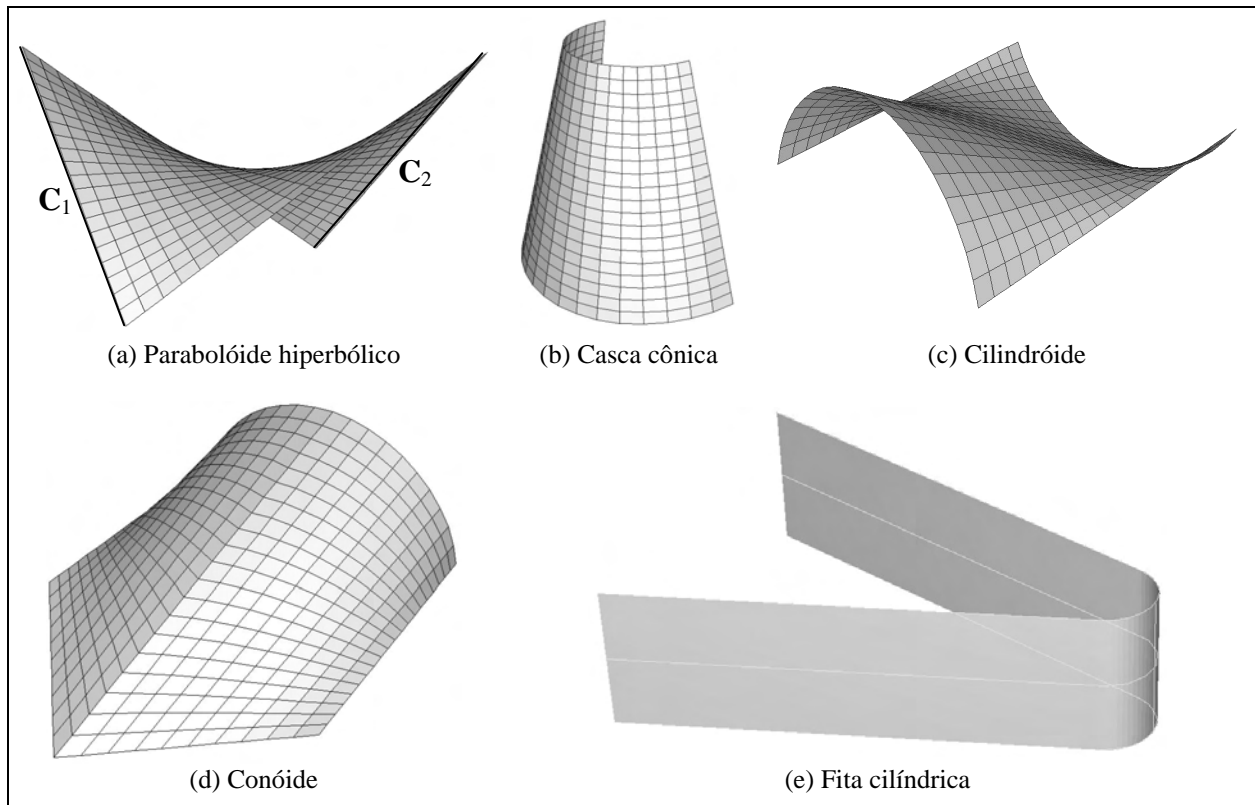 C1
C2
(a) Parabolóide hiperbólico
(b) Casca cônica
(c) Cilindróide
(d) Conóide
(e) Fita cilíndrica